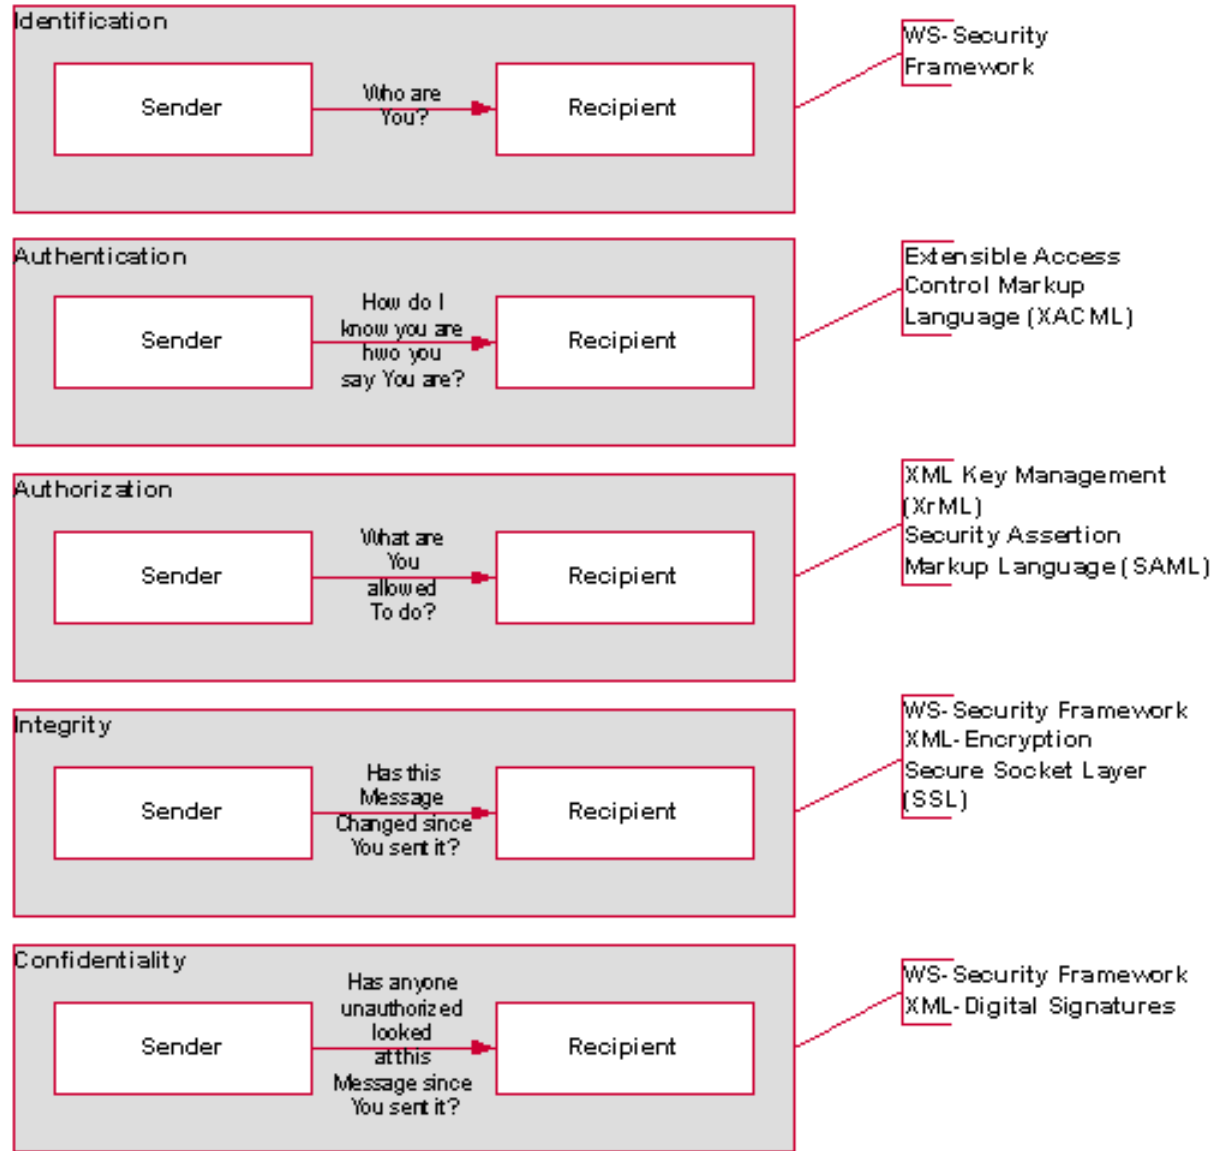 Identification
Sender
Who are
You?
Recipient
WS-Security
Framework
Authentication
Sender
How do I
know you are
hwo you
say You are?
Recipient
Extensible Access
Control Markup
Language (XACML)
Authorization
Sender
What are
You
allowed
To do?
Recipient
XML Key Management
(XrML)
Security Assertion
Markup Language (SAML)
Integrity
Sender
Has this
Message
Changed since
You sent it?
Recipient
WS-Security Framework
XML-Encryption
Secure Socket Layer
(SSL)
Confidentiality
Sender
Has anyone
unauthorized
looked
at this
Message since
You sent it?
Recipient
WS-Security Framework
XML-Digital Signatures